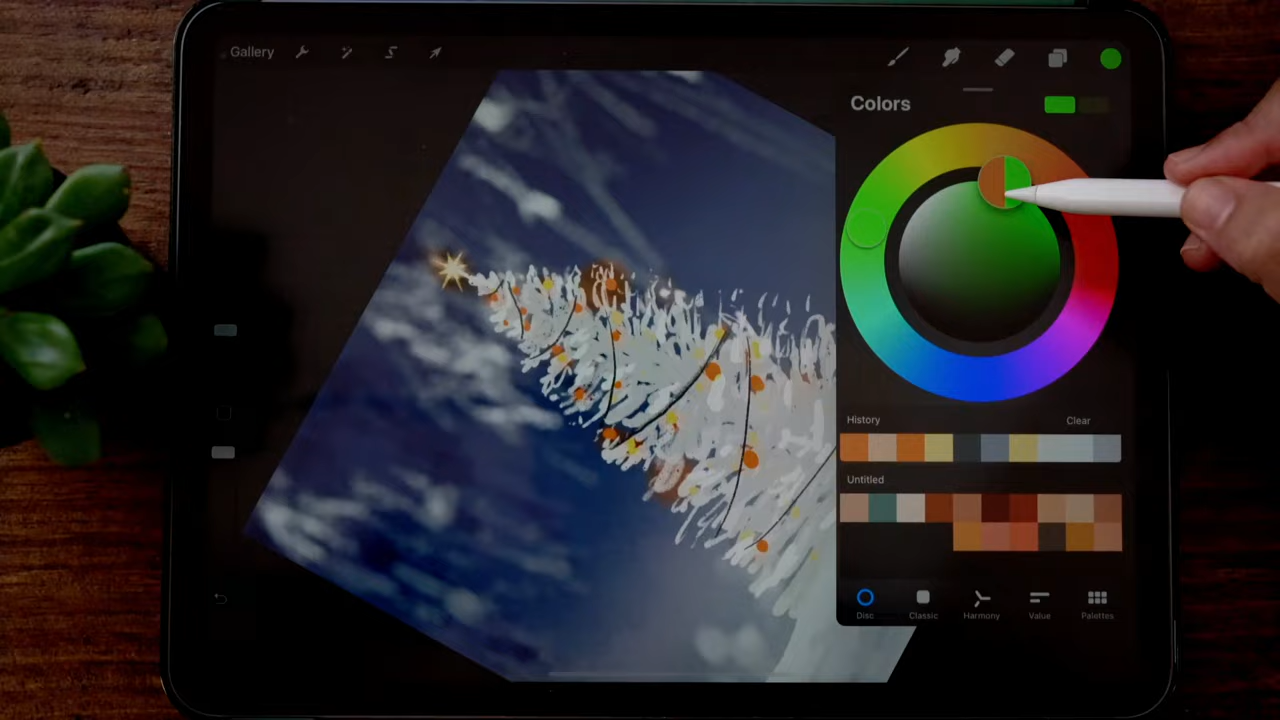 Gallery
Colors
History
Clear
Untitled
Disc
Classic
Harmony
Value
Palettes